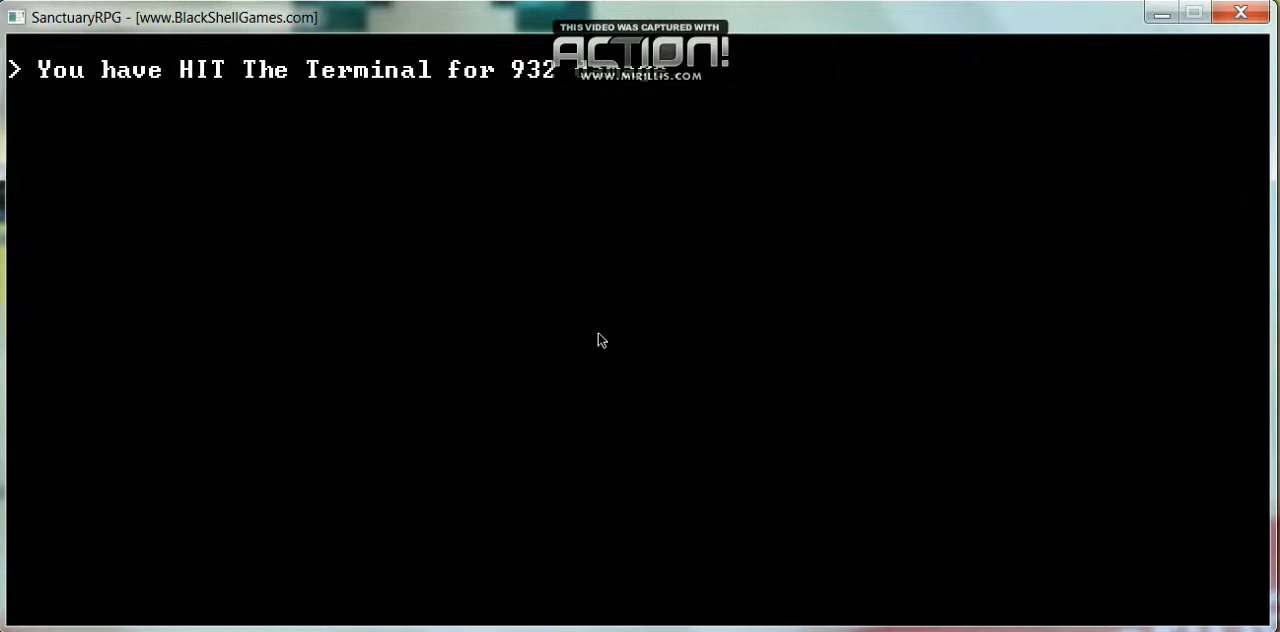 SanctuaryRPG - [www.BlackShellGames.com]
THIS VIDEO WAS CAPTURED WITH
ACTION!
WWW.MIRILLIS.COM
> You have HIT The Terminal for 932